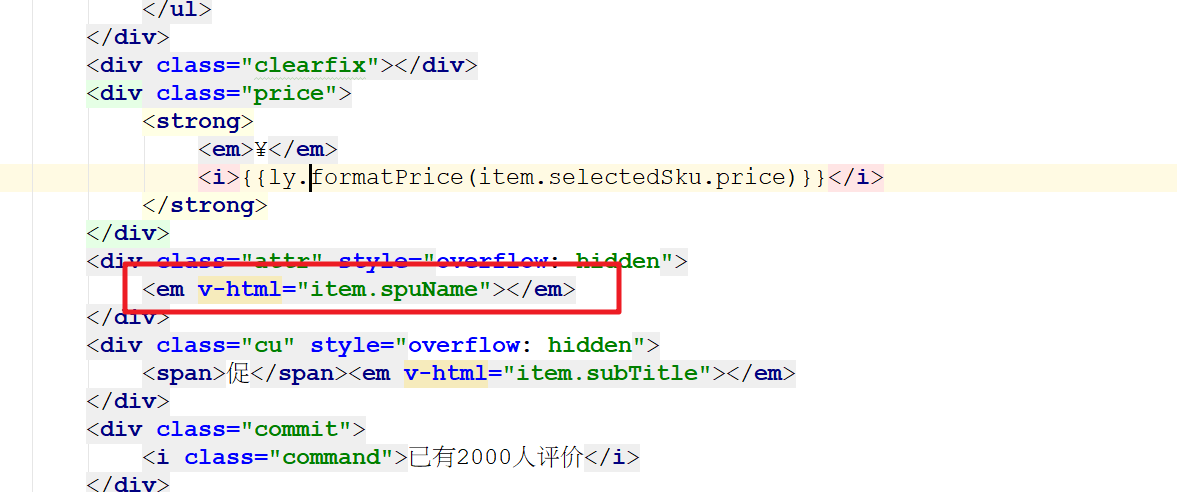 </ul>
</div>
<div class="clearfix"></div>
<div class="price">
<strong>
<em>¥</em>
<i>{{ly.formatPrice(item.selectedSku.price)}}</i>
</strong>
</div>
<div class="attr" style="overflow: hidden">
<em v-html="item.spuName"></em>
</div>
<div class="cu" style="overflow: hidden">
<span>促</span><em v-html="item.subTitle"></em>
</div>
<div class="commit">
<i class="command">已有2000人评价</i>
</div>